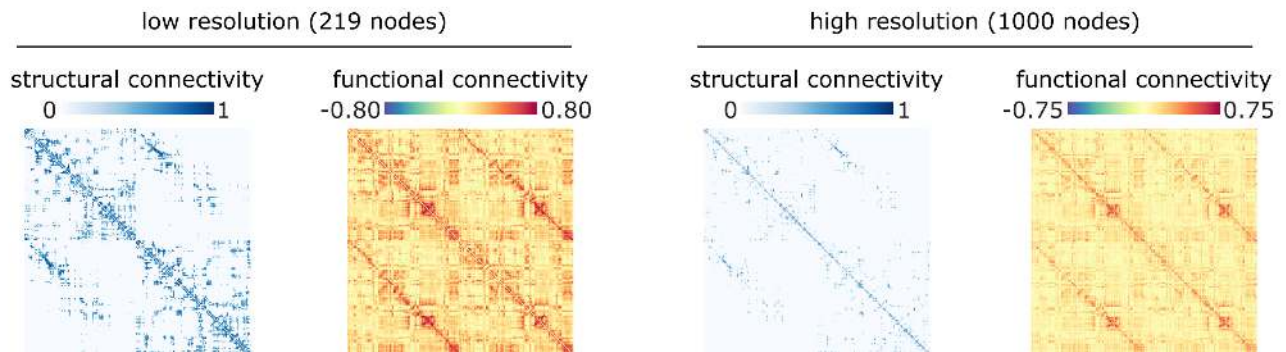 low resolution (219 nodes)
high resolution (1000 nodes)
structural connectivity
functional connectivity
structural connectivity
functional connectivity
0 1
-0.80 0.80
0 1
-0.75 0.75